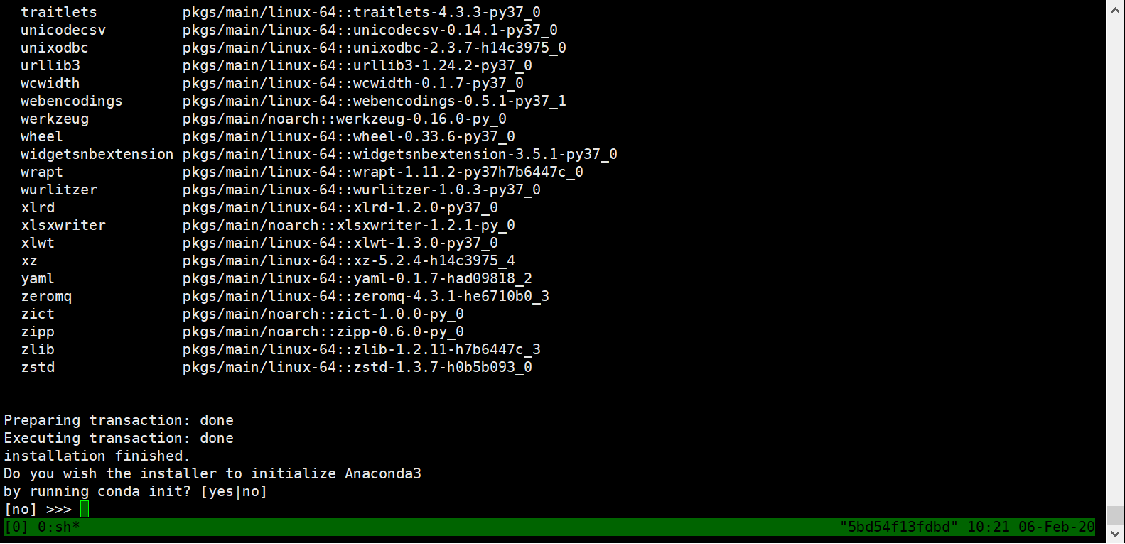 traitlets pkgs/main/linux-64::traitlets-4.3.3-py37_0
unicodecsv pkgs/main/linux-64::unicodecsv-0.14.1-py37_0
unixodbc pkgs/main/linux-64::unixodbc-2.3.7-h14c3975_0
urllib3 pkgs/main/linux-64::urllib3-1.24.2-py37_0
wcwidth pkgs/main/linux-64::wcwidth-0.1.7-py37_0
webencodings pkgs/main/linux-64::webencodings-0.5.1-py37_1
werkzeug pkgs/main/noarch::werkzeug-0.16.0-py_0
wheel pkgs/main/linux-64::wheel-0.33.6-py37_0
widgetsnbextension pkgs/main/linux-64::widgetsnbextension-3.5.1-py37_0
wrapt pkgs/main/linux-64::wrapt-1.11.2-py37h7b6447c_0
wurlitzer pkgs/main/linux-64::wurlitzer-1.0.3-py37_0
xlrd pkgs/main/linux-64::xlrd-1.2.0-py37_0
xlsxwriter pkgs/main/noarch::xlsxwriter-1.2.1-py_0
xlwt pkgs/main/linux-64::xlwt-1.3.0-py37_0
xz pkgs/main/linux-64::xz-5.2.4-h14c3975_4
yaml pkgs/main/linux-64::yaml-0.1.7-had09818_2
zeromq pkgs/main/linux-64::zeromq-4.3.1-he6710b0_3
zict pkgs/main/noarch::zict-1.0.0-py_0
zipp pkgs/main/noarch::zipp-0.6.0-py_0
zlib pkgs/main/linux-64::zlib-1.2.11-h7b6447c_3
zstd pkgs/main/linux-64::zstd-1.3.7-h0b5b093_0
Preparing transaction: done
Executing transaction: done
installation finished.
Do you wish the installer to initialize Anaconda3
by running conda init? [yes|no]
[no] >>>
[0] 0:sh* "5bd54f13fdbd" 10:21 06-Feb-20